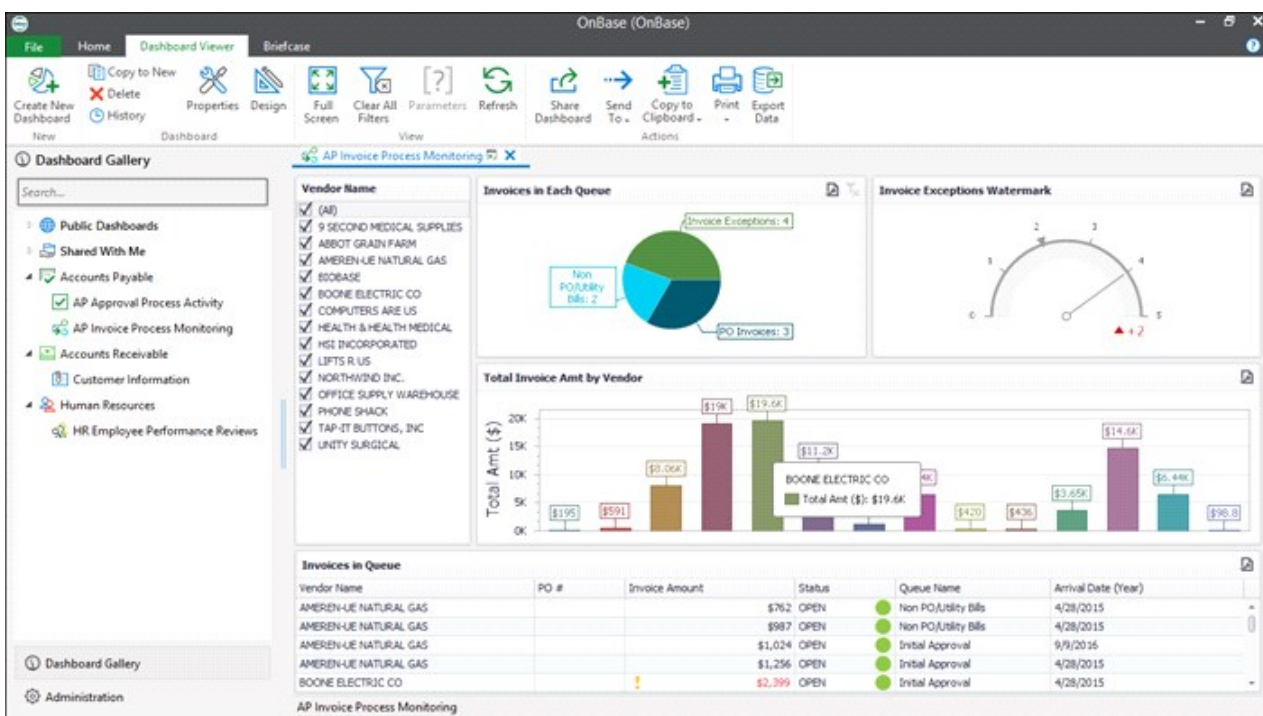 OnBase (OnBase)
File Home Dashboard Viewer Briefcase
Create New Dashboard
Copy to New
Delete
History
Properties
Design
Full Screen
Clear All Filters
Parameters
[?]
Refresh
Share Dashboard
Send To
Copy to Clipboard
Print
Export Data
New
Dashboard
View
Actions
Dashboard Gallery
Search...
Public Dashboards
Shared With Me
Accounts Payable
AP Approval Process Activity
AP Invoice Process Monitoring
Accounts Receivable
Customer Information
Human Resources
HR Employee Performance Reviews
Dashboard Gallery
Administration
AP Invoice Process Monitoring
Vendor Name
(All)
9 SECOND MEDICAL SUPPLIES
ABBOT GRAIN FARM
AMEREN-UE NATURAL GAS
BIOBASE
BOONE ELECTRIC CO
COMPUTERS ARE US
HEALTH & HEALTH MEDICAL
HSI INCORPORATED
LIFTS R US
NORTHWIND INC.
OFFICE SUPPLY WAREHOUSE
PHONE SHACK
TAP-IT BUTTONS, INC
UNITY SURGICAL
Invoices in Each Queue
Invoice Exceptions: 4
Non
PO/Utility
Bills: 2
PO Invoices: 3
Invoice Exceptions Watermark
0 1 2 3 4 5
+2
Total Invoice Amt by Vendor
Total Amt ($)
20K
15K
10K
5K
0K
$195 $591 $8.06K $19K $19.6K $11.2K 4K $420 $436 $3.65K $14.6K $6.44K $98.8
BOONE ELECTRIC CO
Total Amt ($): $19.6K
Invoices in Queue
Vendor Name PO # Invoice Amount Status Queue Name Arrival Date (Year)
AMEREN-UE NATURAL GAS $762 OPEN Non PO/Utility Bills 4/28/2015
AMEREN-UE NATURAL GAS $987 OPEN Non PO/Utility Bills 4/28/2015
AMEREN-UE NATURAL GAS $1,024 OPEN Initial Approval 9/9/2016
AMEREN-UE NATURAL GAS $1,256 OPEN Initial Approval 4/28/2015
BOONE ELECTRIC CO $2,399 OPEN Initial Approval 4/28/2015
AP Invoice Process Monitoring